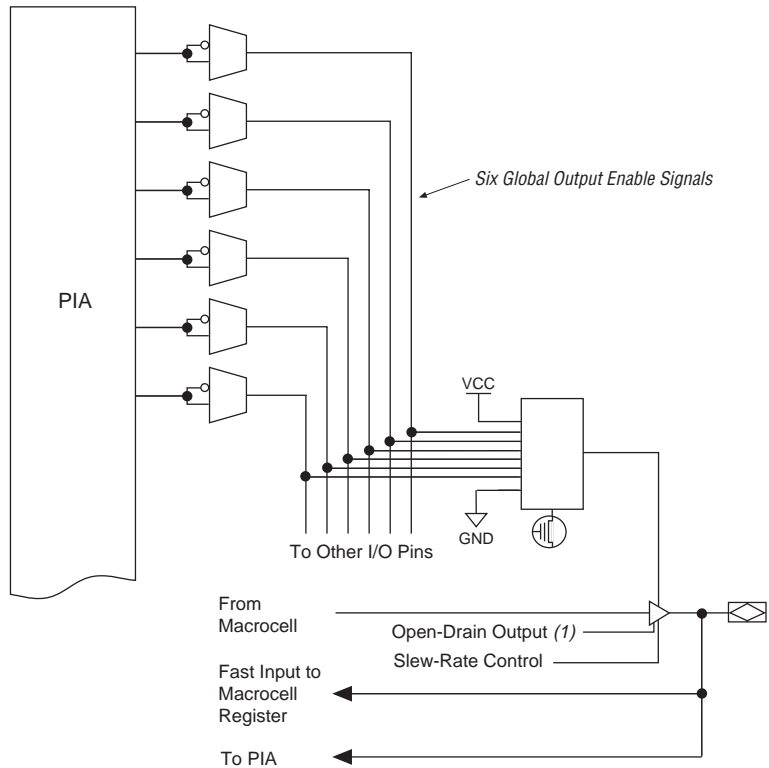 Six Global Output Enable Signals
PIA
VCC
GND
To Other I/O Pins
From
Macrocell
Open-Drain Output (1)
Slew-Rate Control
Fast Input to
Macrocell
Register
To PIA